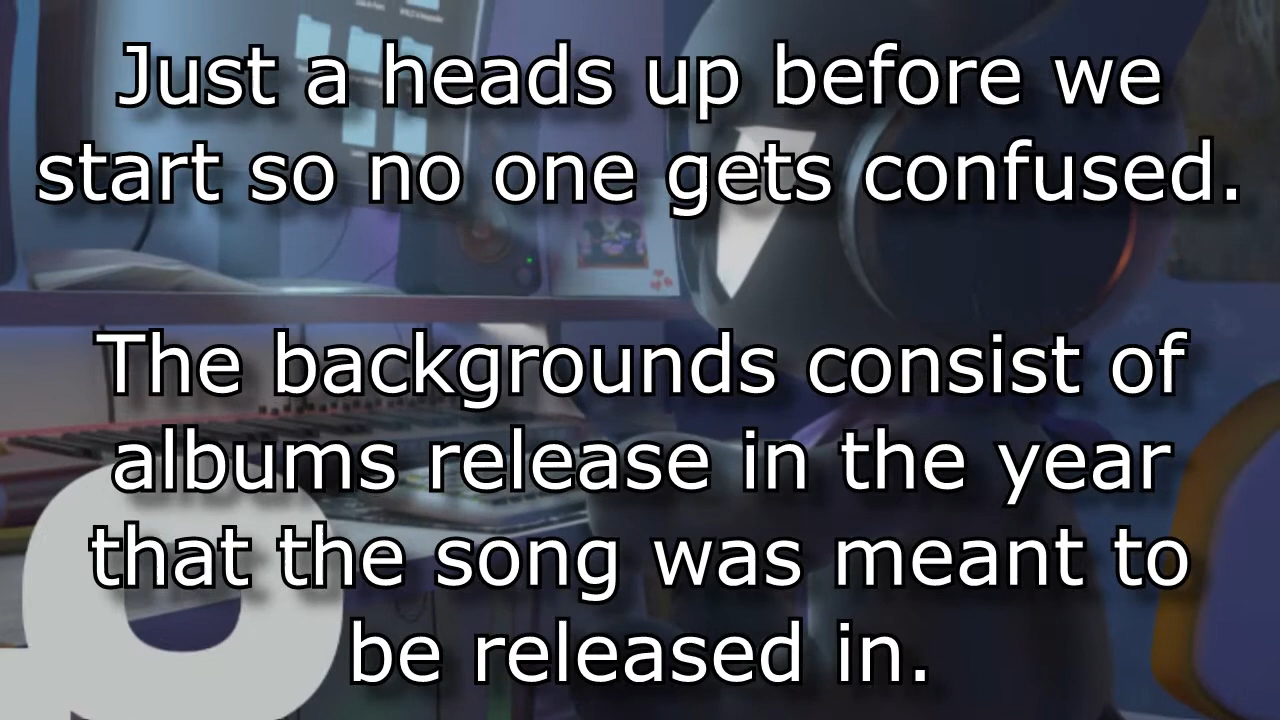 Just a heads up before we
start so no one gets confused.
The backgrounds consist of
albums release in the year
that the song was meant to
be released in.